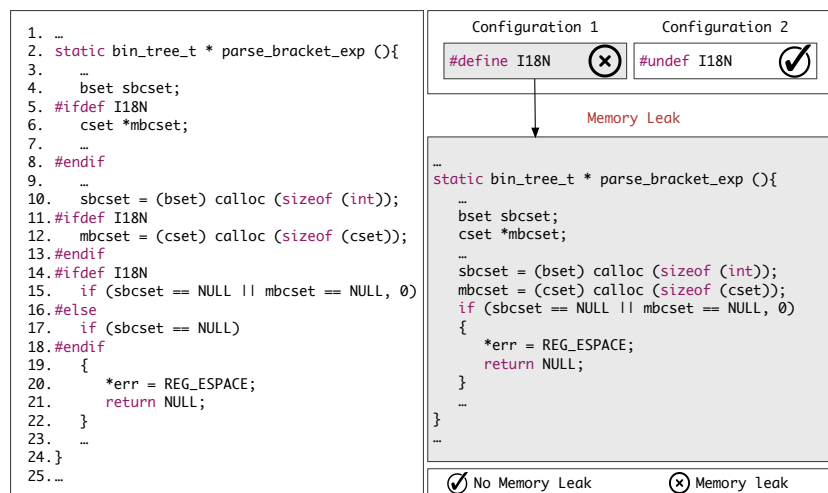 1. …
2. static bin_tree_t * parse_bracket_exp (){
3. …
4. bset sbcset;
5. #ifdef I18N
6. cset *mbcset;
7. …
8. #endif
9. …
10. sbcset = (bset) calloc (sizeof (int));
11.#ifdef I18N
12. mbcset = (cset) calloc (sizeof (cset));
13.#endif
14.#ifdef I18N
15. if (sbcset == NULL || mbcset == NULL, 0)
16.#else
17. if (sbcset == NULL)
18.#endif
19. {
20. *err = REG_ESPACE;
21. return NULL;
22. }
23. …
24.}
25.…
Configuration 1
Configuration 2
#define I18N
#undef I18N
Memory Leak
…
static bin_tree_t * parse_bracket_exp (){
…
bset sbcset;
cset *mbcset;
…
sbcset = (bset) calloc (sizeof (int));
mbcset = (cset) calloc (sizeof (cset));
if (sbcset == NULL || mbcset == NULL, 0)
{
*err = REG_ESPACE;
return NULL;
}
…
}
…
No Memory Leak
Memory leak